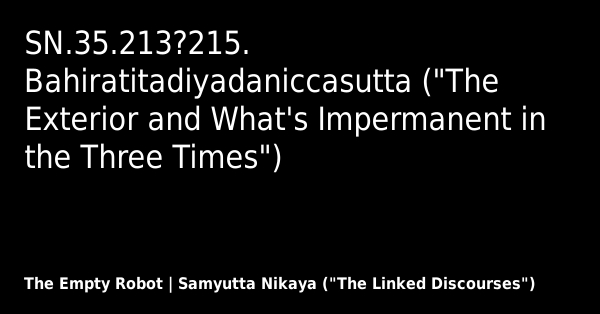 SN.35.213?215.
Bahiratitadiyadaniccasutta ("The
Exterior and What's Impermanent in
the Three Times")
The Empty Robot | Samyutta Nikaya ("The Linked Discourses")